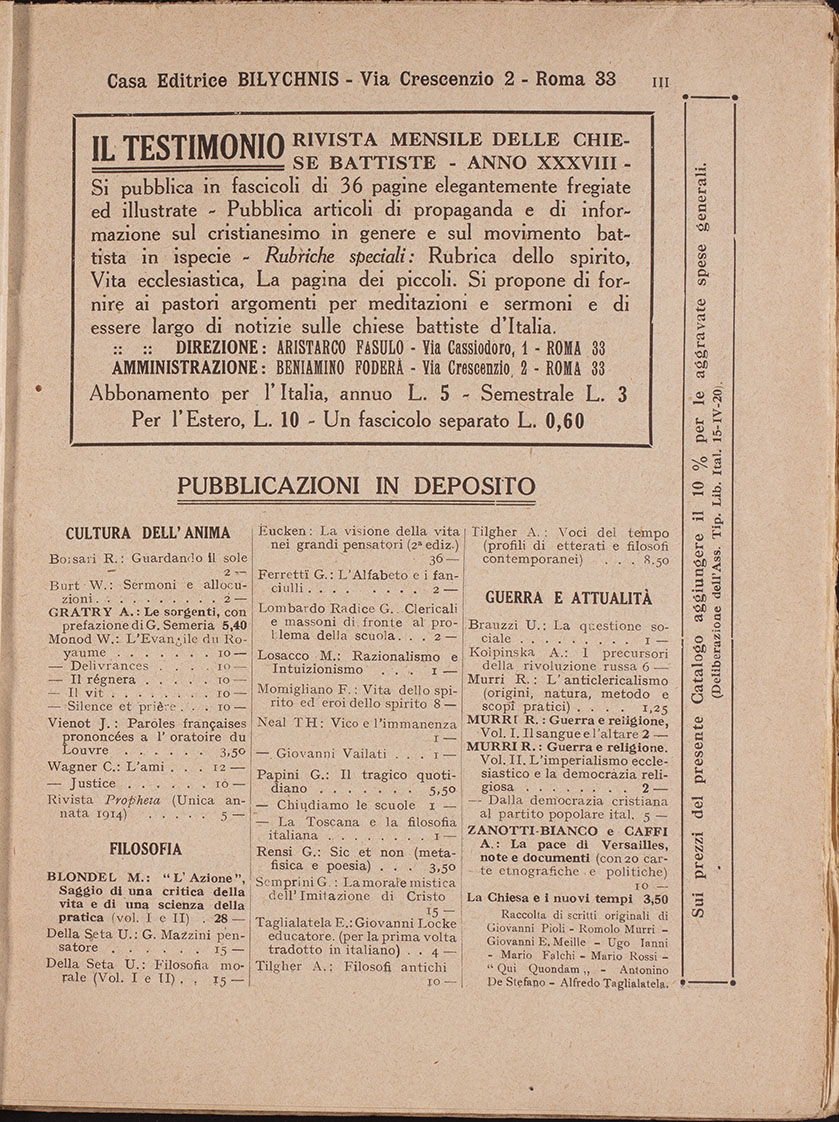 Casa Editrice BILYCHNIS - Via Crescenzio 2 - Roma 33 III
IL TESTIMONIO RIVISTA MENSILE DELLE CHIE-
SE BATTISTE - ANNO XXXVIII -
Si pubblica in fascicoli di 36 pagine elegantemente fregiate
ed illustrate - Pubblica articoli di propaganda e di infor-
mazione sul cristianesimo in genere e sul movimento bat-
tista in ispecie - Rubriche speciali: Rubrica dello spirito,
Vita ecclesiastica, La pagina dei piccoli. Si propone di for-
nire ai pastori argomenti per meditazioni e sermoni e di
essere largo di notizie sulle chiese battiste d'Italia.
:: :: DIREZIONE: ARISTARCO FASULO - Via Cassiodoro, 1 - ROMA 33
AMMINISTRAZIONE: BENIAMINO FODERÀ - Via Crescenzio, 2 - ROMA 33
Abbonamento per l'Italia, annuo L. 5 - Semestrale L. 3
Per l'Estero, L. 10 - Un fascicolo separato L. 0,60
PUBBLICAZIONI IN DEPOSITO
CULTURA DELL'ANIMA
Borsari R.: Guardando il sole
— 2 —
Burt W.: Sermoni e allocu-
zioni. . . . . . . . . . 2 —
GRATRY A.: Le sorgenti, con
prefazione di G. Semeria 5,40
Monod W.: L'Evangile du Ro-
yaume . . . . . . 10 —
— Delivrances . . . . 10 —
— Il régnera . . . . . 10 —
— Il vit . . . . . . . . 10 —
— Silence et prière . . . 10 —
Vienot J.: Paroles françaises
prononcées a l' oratoire du
Louvre . . . . . . 3,50
Wagner C.: L'ami . . . 12 —
— Justice . . . . . . 10 —
Rivista Propheta (Unica an-
nata 1914) . . . . . 5 —
FILOSOFIA
BLONDEL M.: "L'Azione",
Saggio di una critica della
vita e di una scienza della
pratica (vol. I e II) . 28 —
Della Seta U.: G. Mazzini pen-
satore . . . . . . 15 —
Della Seta U.: Filosofia mo-
rale (Vol. I e II) . , 15 —
Eucken: La visione della vita
nei grandi pensatori (2ª ediz.)
36 —
Ferretti G.: L'Alfabeto e i fan-
ciulli . . . . . . . . 2 —
Lombardo Radice G. Clericali
e massoni di fronte al pro-
blema della scuola. . . 2 —
Losacco M.: Razionalismo e
Intuizionismo . . . . 1 —
Momigliano F.: Vita dello spi-
rito ed eroi dello spirito 8 —
Neal TH: Vico e l'immanenza
1 —
— Giovanni Vailati . . . 1 —
Papini G.: Il tragico quoti-
diano . . . . . . . 5,50
— Chiudiamo le scuole 1 —
— La Toscana e la filosofia
italiana . . . . . . . . 1 —
Rensi G.: Sic et non (meta-
fisica e poesia) . . . 3,50
Semprini G.: La morale mistica
dell'Imitazione di Cristo
15 —
Taglialatela E.: Giovanni Locke
educatore. (per la prima volta
tradotto in italiano) . . 4 —
Tilgher A.: Filosofi antichi
10 —
Tilgher A.: Voci del tempo
(profili di etterati e filosofi
contemporanei) . . . 8.50
GUERRA E ATTUALITÀ
Brauzzi U.: La questione so-
ciale . . . . . . . . 1 —
Kolpinska A.: I precursori
della rivoluzione russa 6 —
Murri R.: L'anticlericalismo
(origini, natura, metodo e
scopi pratici) . . . . 1,25
MURRI R.: Guerra e religione,
Vol. I. Il sangue e l'altare 2 —
MURRI R.: Guerra e religione.
Vol. II. L'imperialismo eccle-
siastico e la democrazia reli-
giosa . . . . . . . . 2 —
— Dalla democrazia cristiana
al partito popolare ital. 5 —
ZANOTTI-BIANCO e CAFFI
A.: La pace di Versailles,
note e documenti (con 20 car-
te etnografiche e politiche)
10 —
La Chiesa e i nuovi tempi 3,50
Raccolta di scritti originali di
Giovanni Pioli - Romolo Murri -
Giovanni E. Meille - Ugo Janni
- Mario Falchi - Mario Rossi -
" Qui Quondam ,, - Antonino
De Stefano - Alfredo Taglialatela.
Sui prezzi del presente Catalogo aggiungere il 10 % per le aggravate spese generali.
(Deliberazione dell'Ass. Tip. Lib. Ital. 15-IV-20).